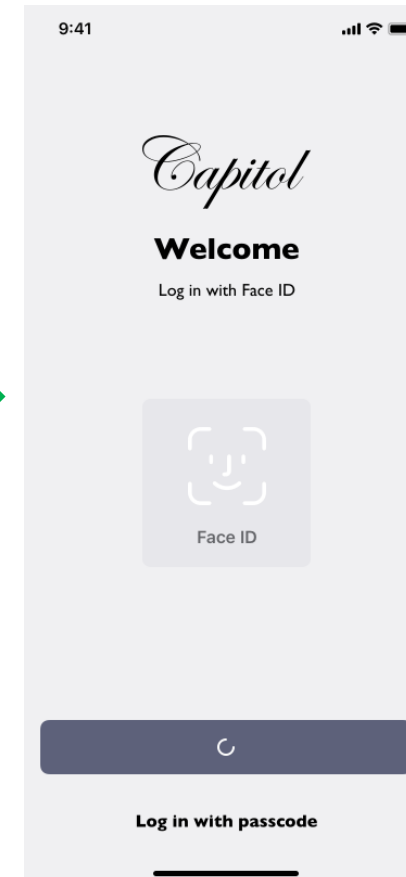 9:41
Capitol
Welcome
Log in with Face ID
Face ID
Log in with passcode